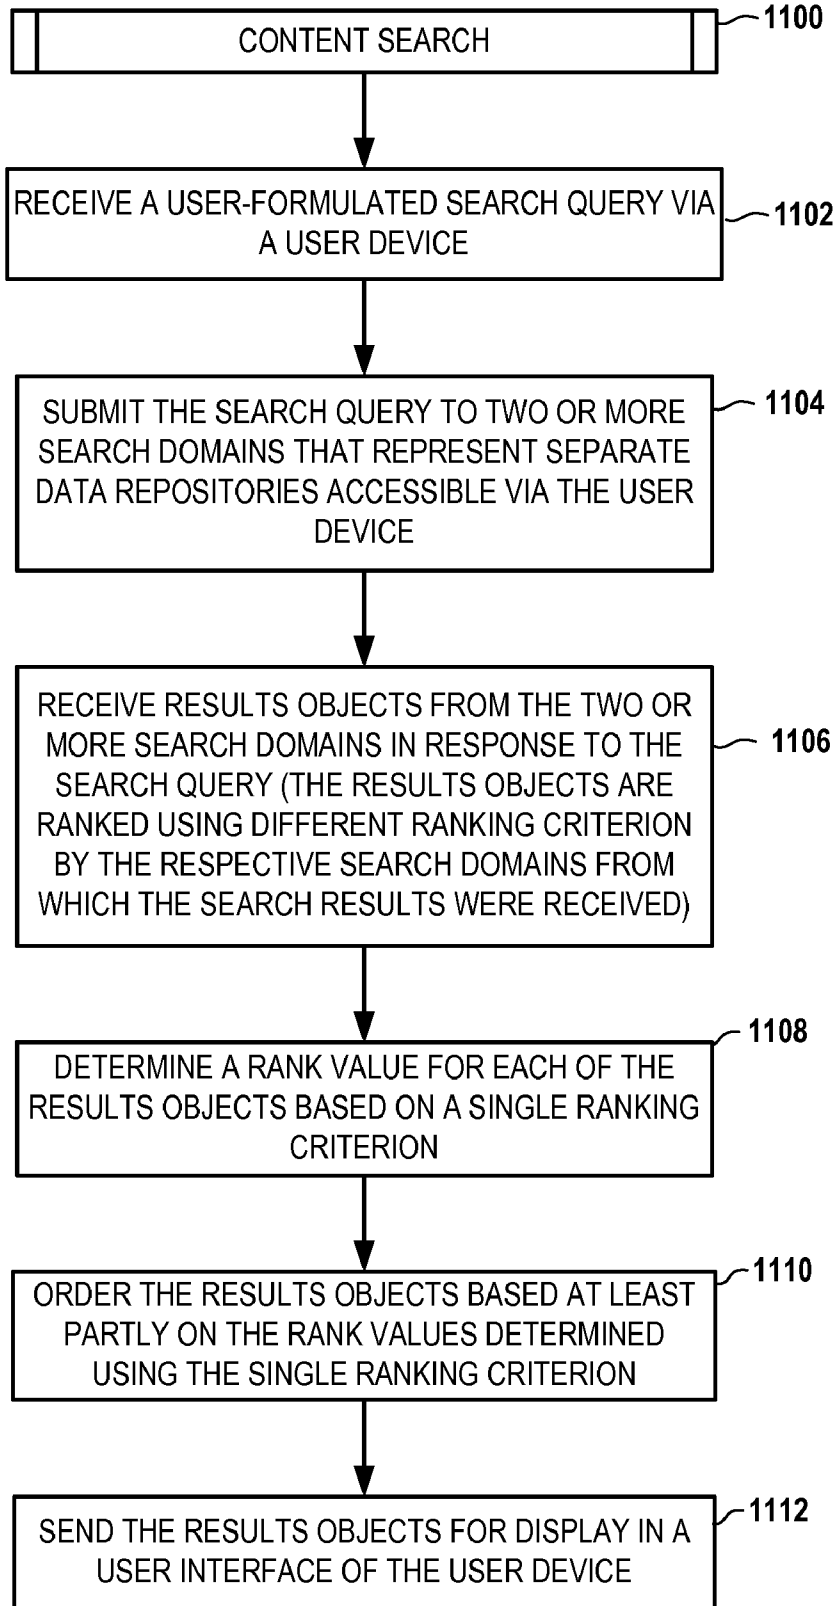 1100
CONTENT SEARCH
RECEIVE A USER-FORMULATED SEARCH QUERY VIA
A USER DEVICE
1102
SUBMIT THE SEARCH QUERY TO TWO OR MORE
SEARCH DOMAINS THAT REPRESENT SEPARATE
DATA REPOSITORIES ACCESSIBLE VIA THE USER
DEVICE
1104
RECEIVE RESULTS OBJECTS FROM THE TWO OR
MORE SEARCH DOMAINS IN RESPONSE TO THE
SEARCH QUERY (THE RESULTS OBJECTS ARE
RANKED USING DIFFERENT RANKING CRITERION
BY THE RESPECTIVE SEARCH DOMAINS FROM
WHICH THE SEARCH RESULTS WERE RECEIVED)
1106
DETERMINE A RANK VALUE FOR EACH OF THE
RESULTS OBJECTS BASED ON A SINGLE RANKING
CRITERION
1108
ORDER THE RESULTS OBJECTS BASED AT LEAST
PARTLY ON THE RANK VALUES DETERMINED
USING THE SINGLE RANKING CRITERION
1110
SEND THE RESULTS OBJECTS FOR DISPLAY IN A
USER INTERFACE OF THE USER DEVICE
1112